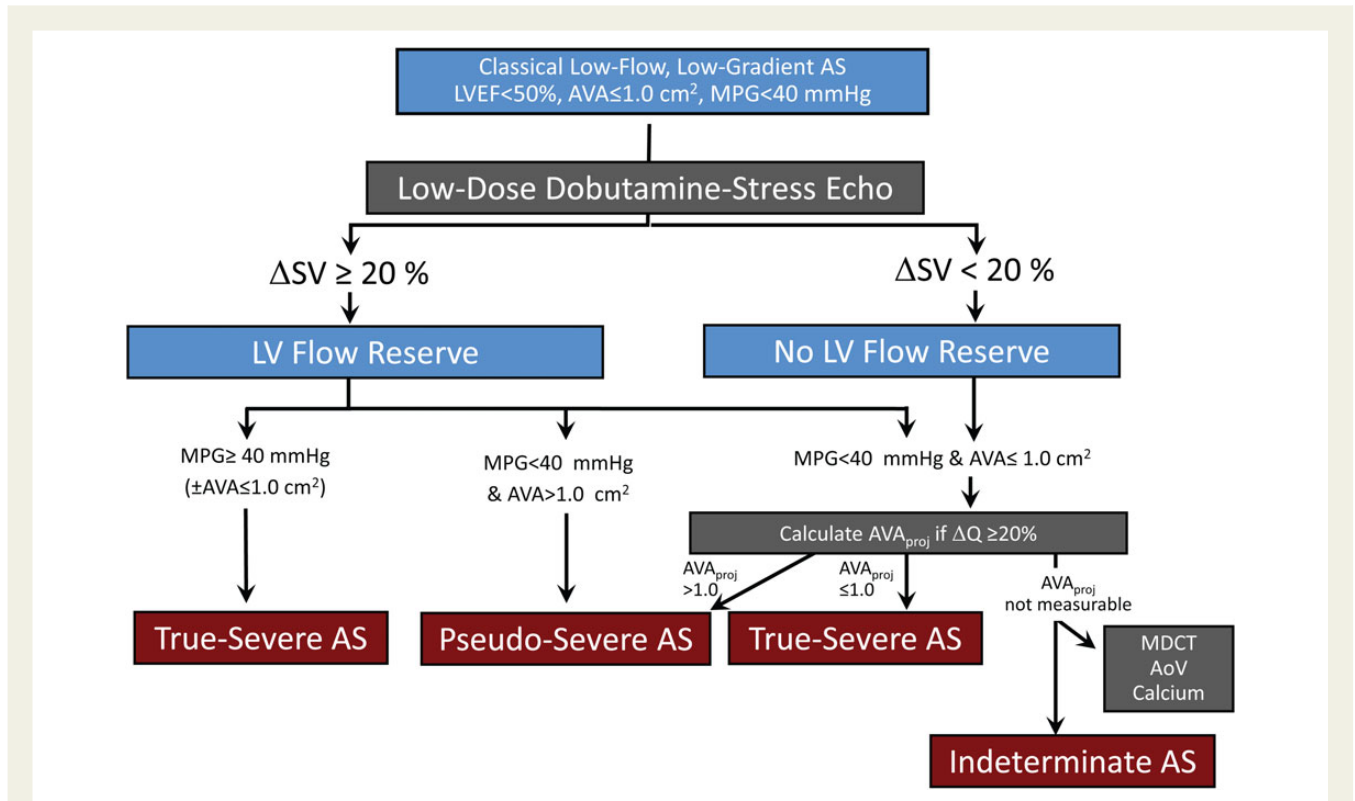 Classical Low-Flow, Low-Gradient AS
LVEF<50%, AVA≤1.0 cm², MPG<40 mmHg
Low-Dose Dobutamine-Stress Echo
ΔSV ≥ 20 %
ΔSV < 20 %
LV Flow Reserve
No LV Flow Reserve
MPG≥ 40 mmHg
(±AVA≤1.0 cm²)
MPG<40 mmHg
& AVA>1.0 cm²
MPG<40 mmHg & AVA≤ 1.0 cm²
Calculate AVAproj if ΔQ ≥20%
AVAproj
>1.0
AVAproj
≤1.0
AVAproj
not measurable
True-Severe AS
Pseudo-Severe AS
True-Severe AS
MDCT
AoV
Calcium
Indeterminate AS